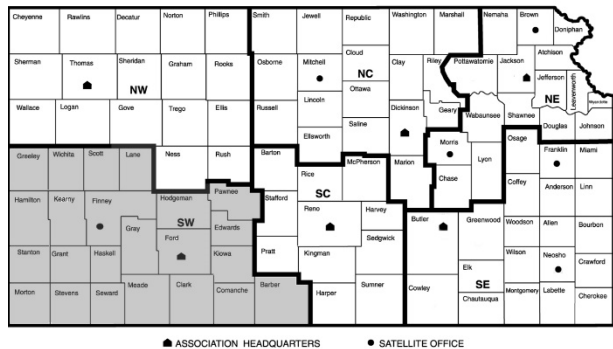 Cheyenne Rawlins Decatur Norton Phillips Smith Jewell Republic Washington Marshall Nemaha Brown Doniphan
Sherman Thomas Sheridan Graham Rooks Osborne Mitchell Cloud Clay Riley Pottawatomie Jackson Atchison
NW NC NE
Jefferson Leavenworth
Wallace Logan Gove Trego Ellis Russell Lincoln Ottawa Dickinson Geary Wabaunsee Shawnee Douglas Johnson
Ellsworth Saline Morris Osage Franklin Miami
Greeley Wichita Scott Lane Ness Rush Barton Rice McPherson Marion Chase Lyon Coffey Anderson Linn
Hamilton Kearny Finney Hodgeman Pawnee Stafford Reno Harvey Butler Greenwood Woodson Allen Bourbon
SW SC
Gray Ford Edwards Sedgwick
Stanton Grant Haskell Kiowa Pratt Kingman Elk Wilson Neosho Crawford
SE
Morton Stevens Seward Meade Clark Comanche Barber Harper Sumner Cowley Chautauqua Montgomery Labette Cherokee
ASSOCIATION HEADQUARTERS SATELLITE OFFICE